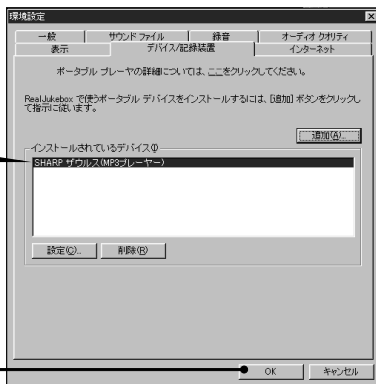 環境設定
一般 サウンド ファイル 録音 オーディオ クオリティ
表示 デバイス/記録装置 インターネット
ポータブル プレーヤの詳細については、ここをクリックしてください。
RealJukebox で使うポータブル デバイスをインストールするには、[追加] ボタンをクリックし
て指示に従います。
追加(A)...
インストールされているデバイス(I)
SHARP ザウルス(MP3プレーヤー)
設定(C)... 削除(R)
OK キャンセル